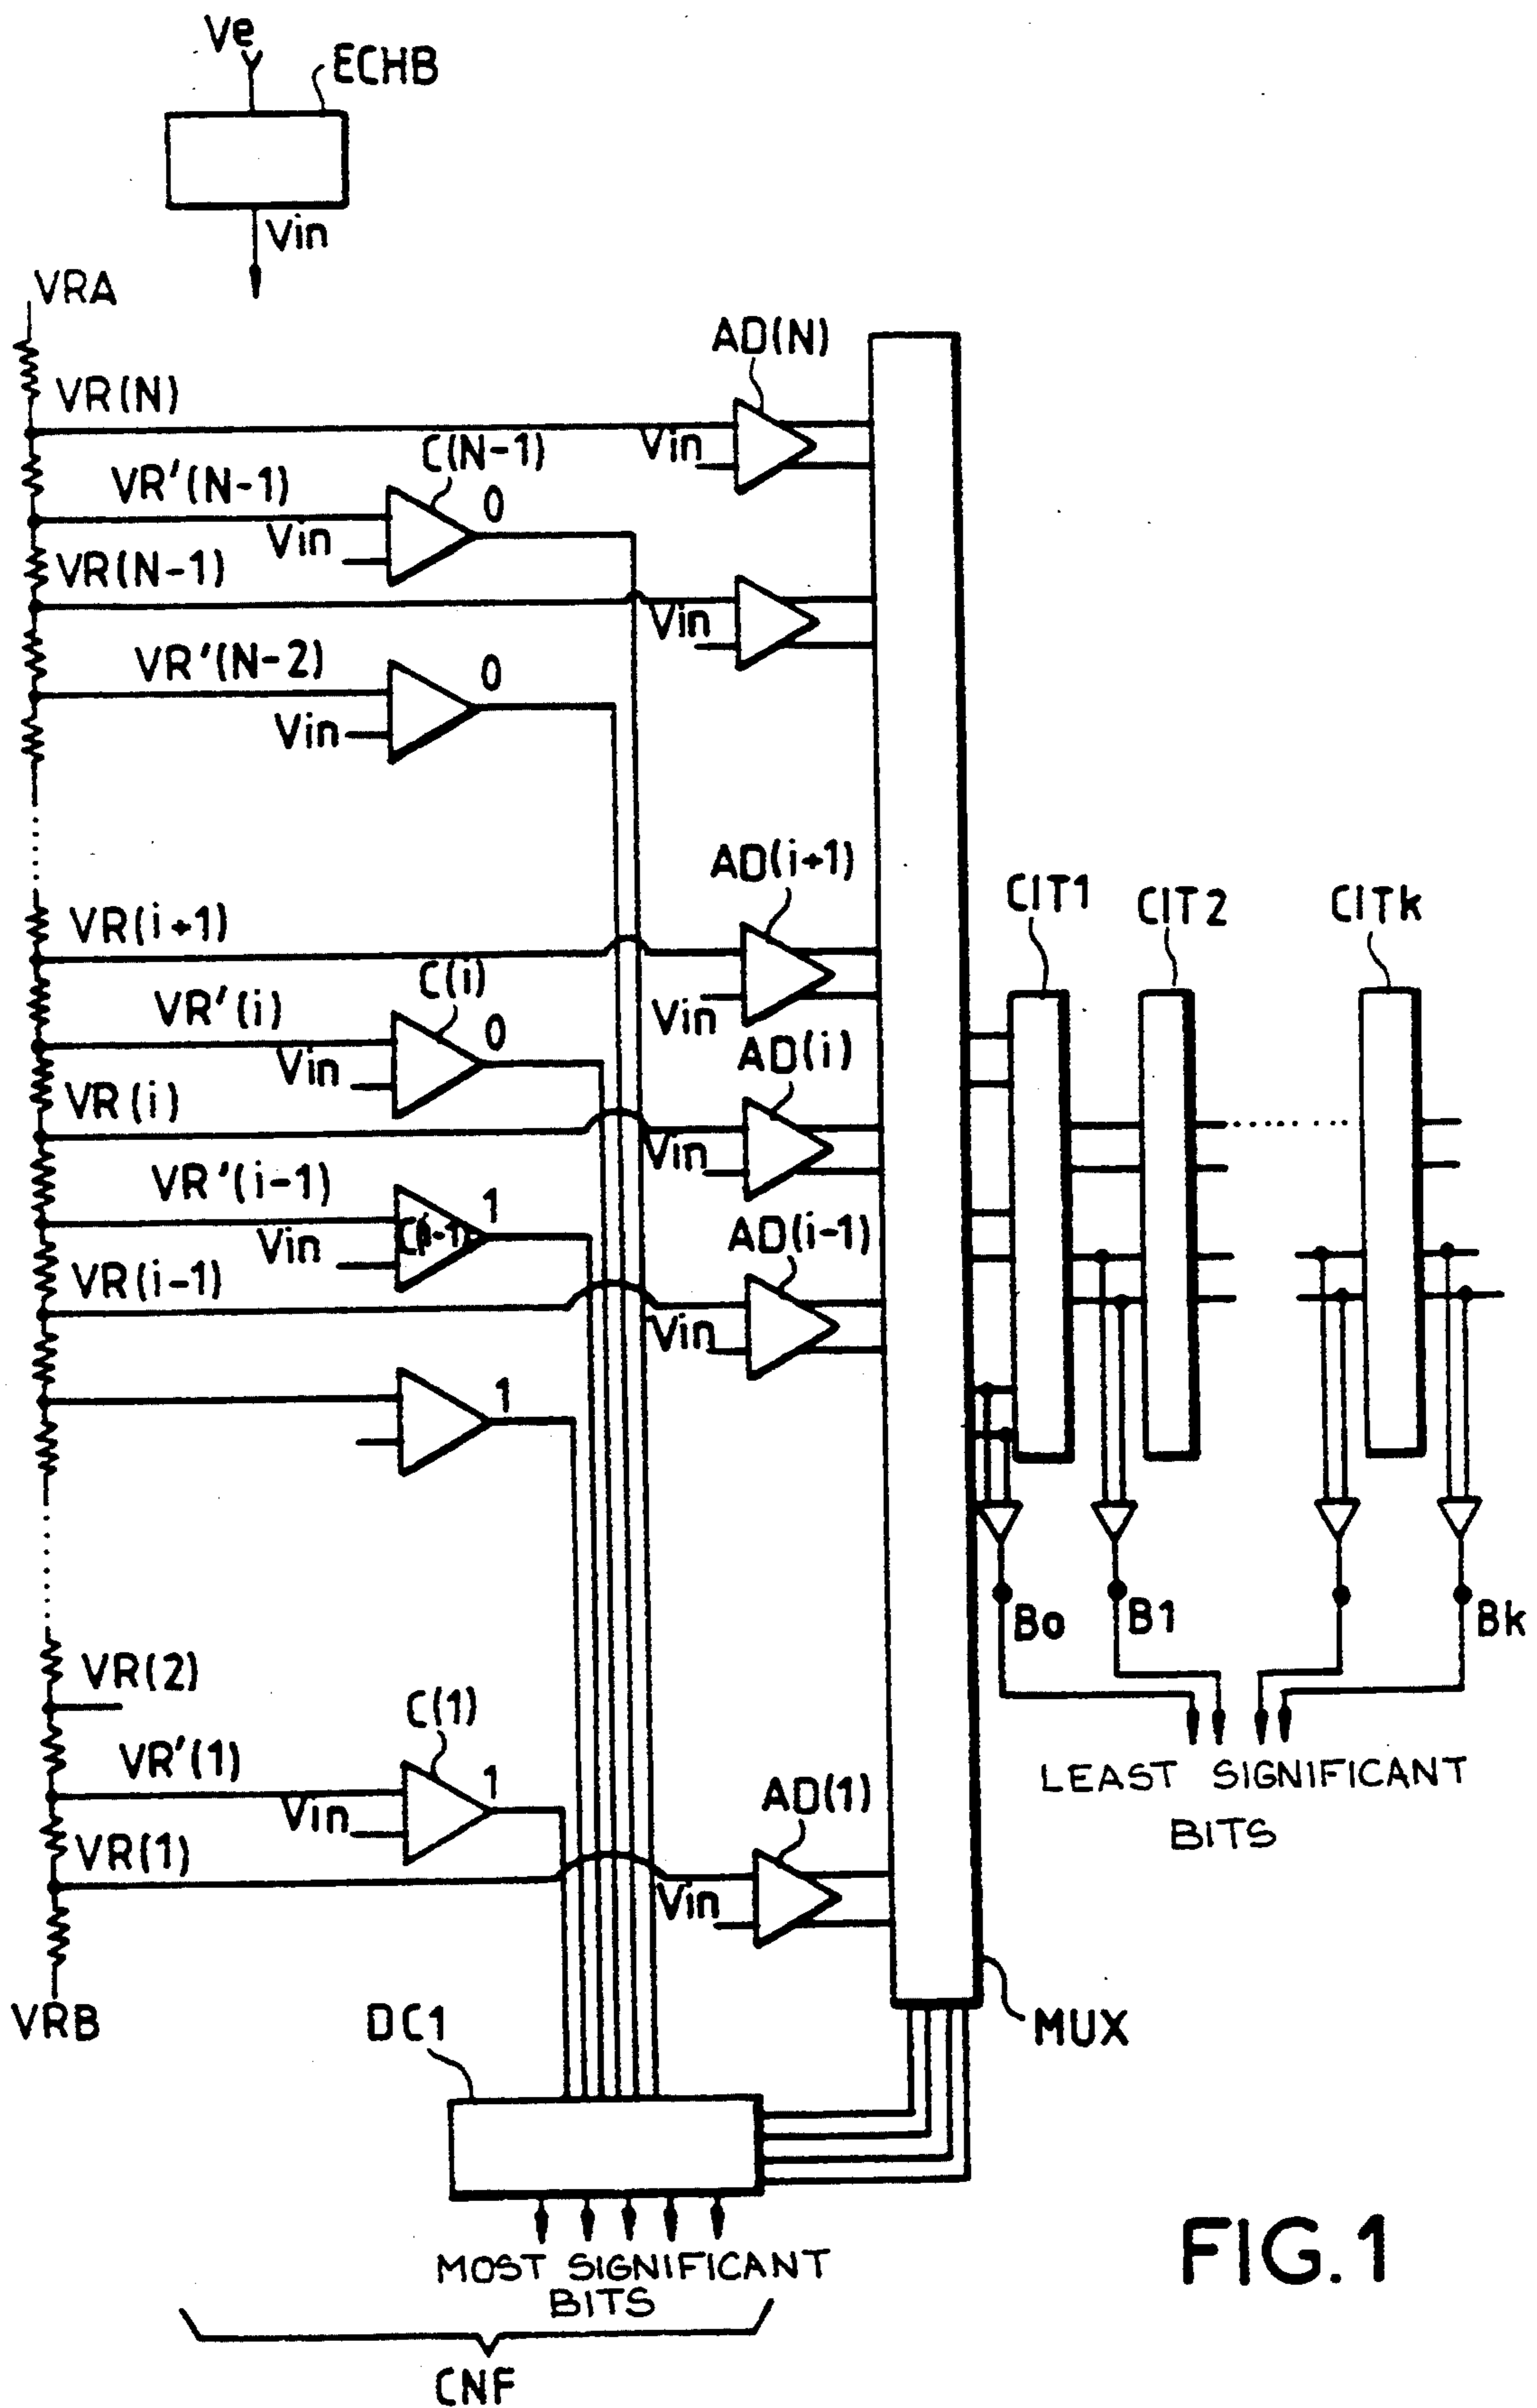 Ve
ECHB
Vin
VRA
AD(N)
VR(N)
Vin
C(N-1)
VR'(N-1)
0
Vin
VR(N-1)
Vin
VR'(N-2)
0
Vin
AD(i+1)
CIT1
CIT2
CITk
VR(i+1)
C(i)
Vin
VR'(i)
0
Vin
AD(i)
VR(i)
Vin
VR'(i-1)
C(i-1)
1
Vin
AD(i-1)
VR(i-1)
Vin
1
B0
B1
Bk
VR(2)
C(1)
LEAST SIGNIFICANT
BITS
VR'(1)
1
Vin
AD(1)
VR(1)
Vin
VRB
DC1
MUX
MOST SIGNIFICANT
BITS
CNF
FIG.1